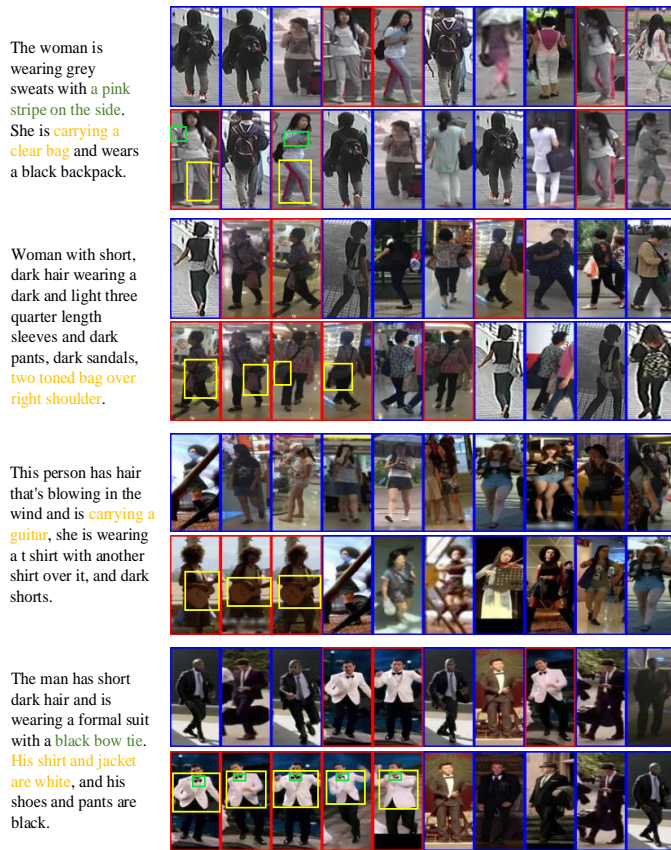 The woman is
wearing grey
sweats with a pink
stripe on the side.
She is carrying a
clear bag and wears
a black backpack.
Woman with short,
dark hair wearing a
dark and light three
quarter length
sleeves and dark
pants, dark sandals,
two toned bag over
right shoulder.
This person has hair
that's blowing in the
wind and is carrying a
guitar, she is wearing
a t shirt with another
shirt over it, and dark
shorts.
The man has short
dark hair and is
wearing a formal suit
with a black bow tie.
His shirt and jacket
are white, and his
shoes and pants are
black.